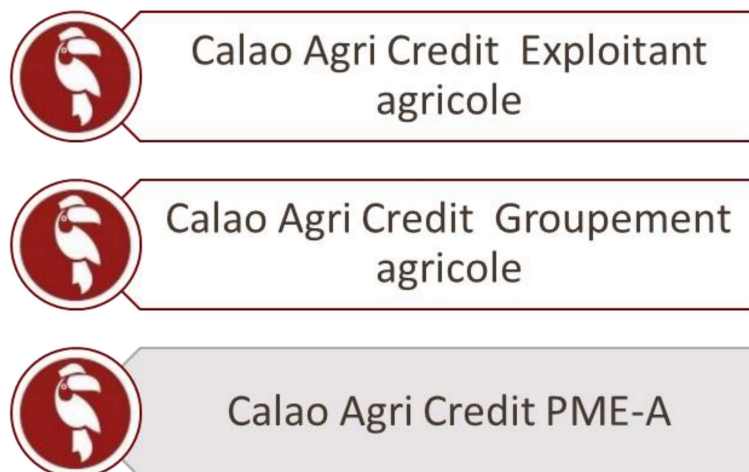 Calao Agri Credit  Exploitant
agricole
Calao Agri Credit  Groupement
agricole
Calao Agri Credit PME-A